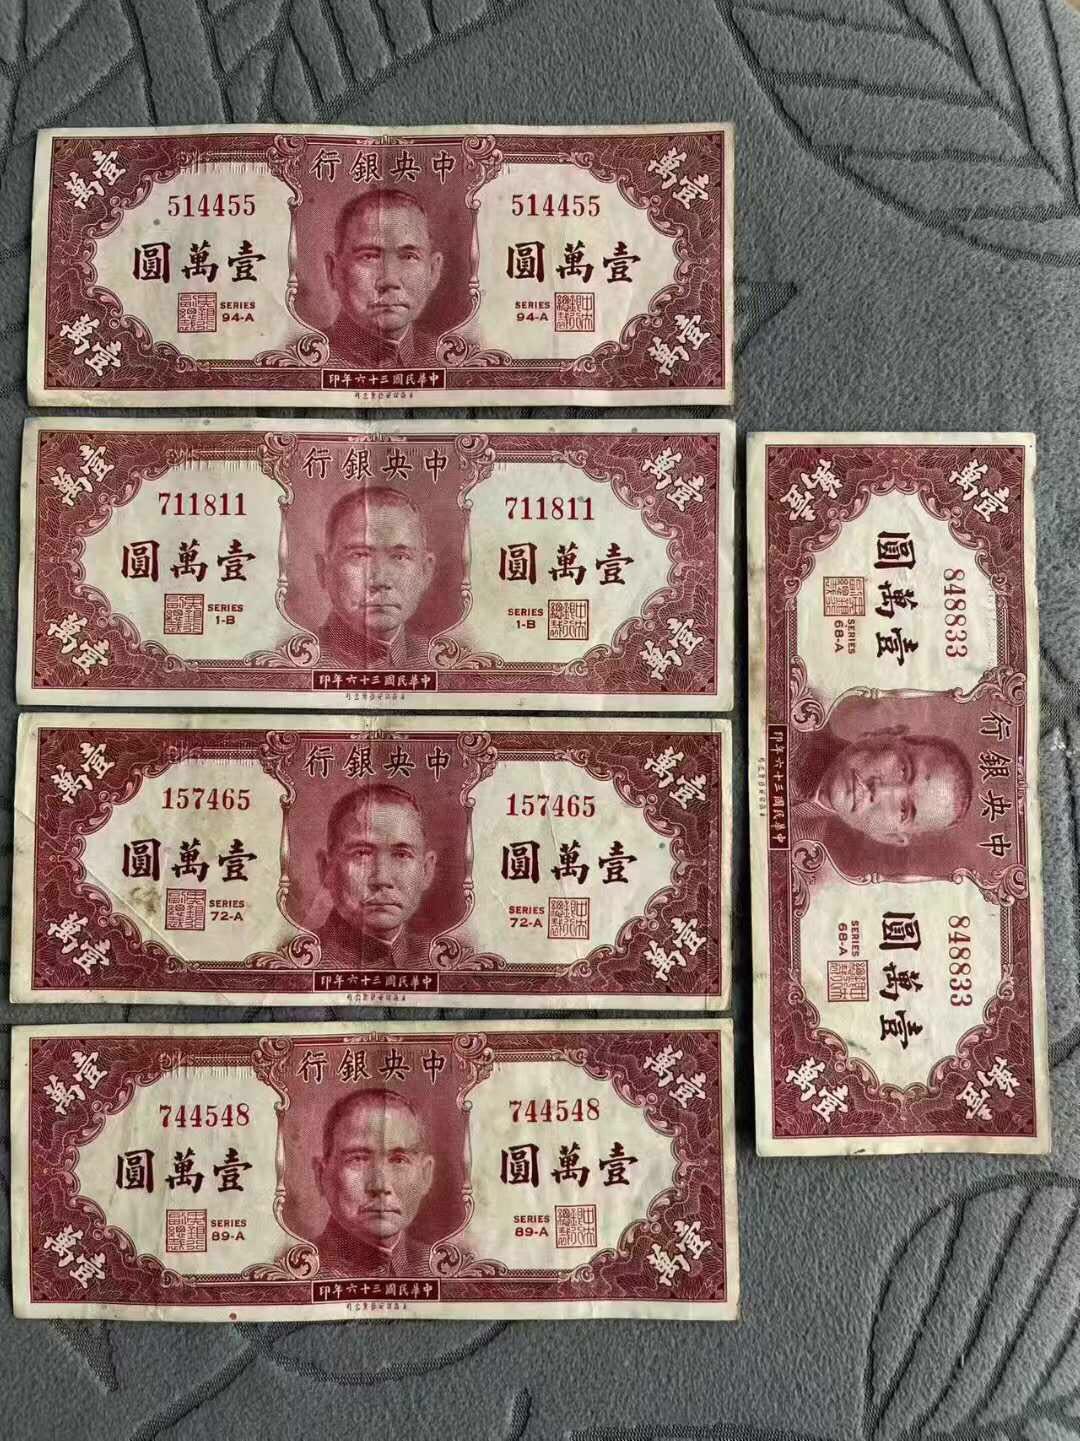 中央銀行
壹萬 壹萬
514455 514455
壹萬圓 壹萬圓
SERIES SERIES
94-A 94-A
壹萬 壹萬
中華民國三十六年印
中央銀行
壹萬 壹萬
711811 711811
壹萬圓 壹萬圓
SERIES SERIES
1-B 1-B
壹萬 壹萬
中華民國三十六年印
中央銀行
壹萬 壹萬
157465 157465
壹萬圓 壹萬圓
SERIES SERIES
72-A 72-A
壹萬 壹萬
中華民國三十六年印
中央銀行
壹萬 壹萬
744548 744548
壹萬圓 壹萬圓
SERIES SERIES
89-A 89-A
壹萬 壹萬
中華民國三十六年印
中央銀行
壹萬 壹萬
848833 848833
壹萬圓 壹萬圓
SERIES SERIES
68-A 68-A
壹萬 壹萬
中華民國三十六年印